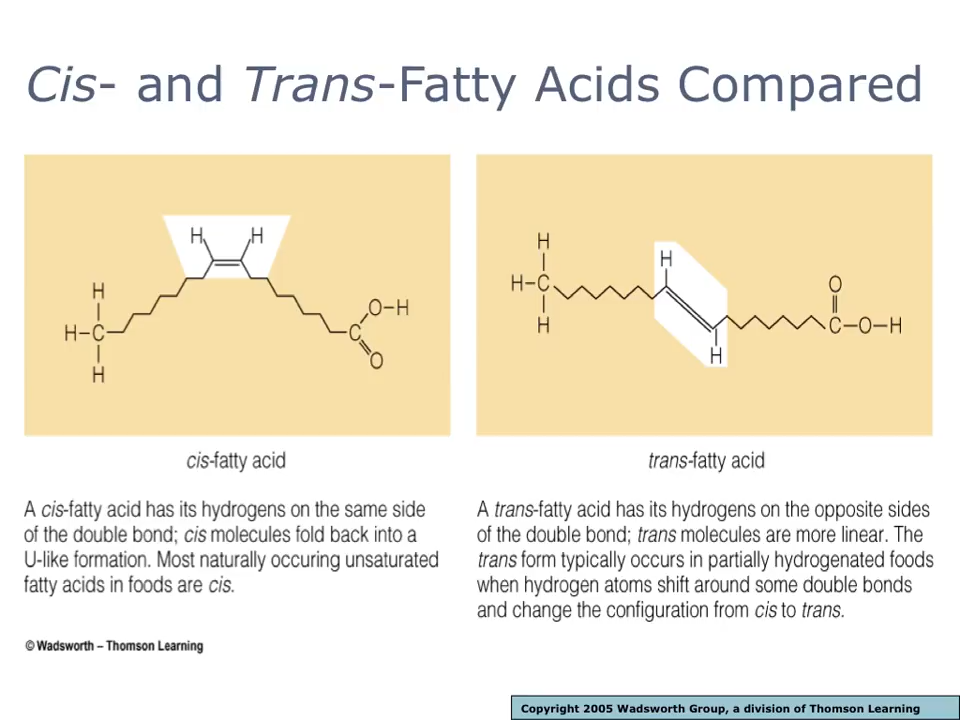 Cis- and Trans-Fatty Acids Compared
H H
H
H–C
H
O–H
C
O
H
H–C
H
H
H
O
C–O–H
cis-fatty acid
A cis-fatty acid has its hydrogens on the same side
of the double bond; cis molecules fold back into a
U-like formation. Most naturally occuring unsaturated
fatty acids in foods are cis.
trans-fatty acid
A trans-fatty acid has its hydrogens on the opposite sides
of the double bond; trans molecules are more linear. The
trans form typically occurs in partially hydrogenated foods
when hydrogen atoms shift around some double bonds
and change the configuration from cis to trans.
© Wadsworth – Thomson Learning
Copyright 2005 Wadsworth Group, a division of Thomson Learning